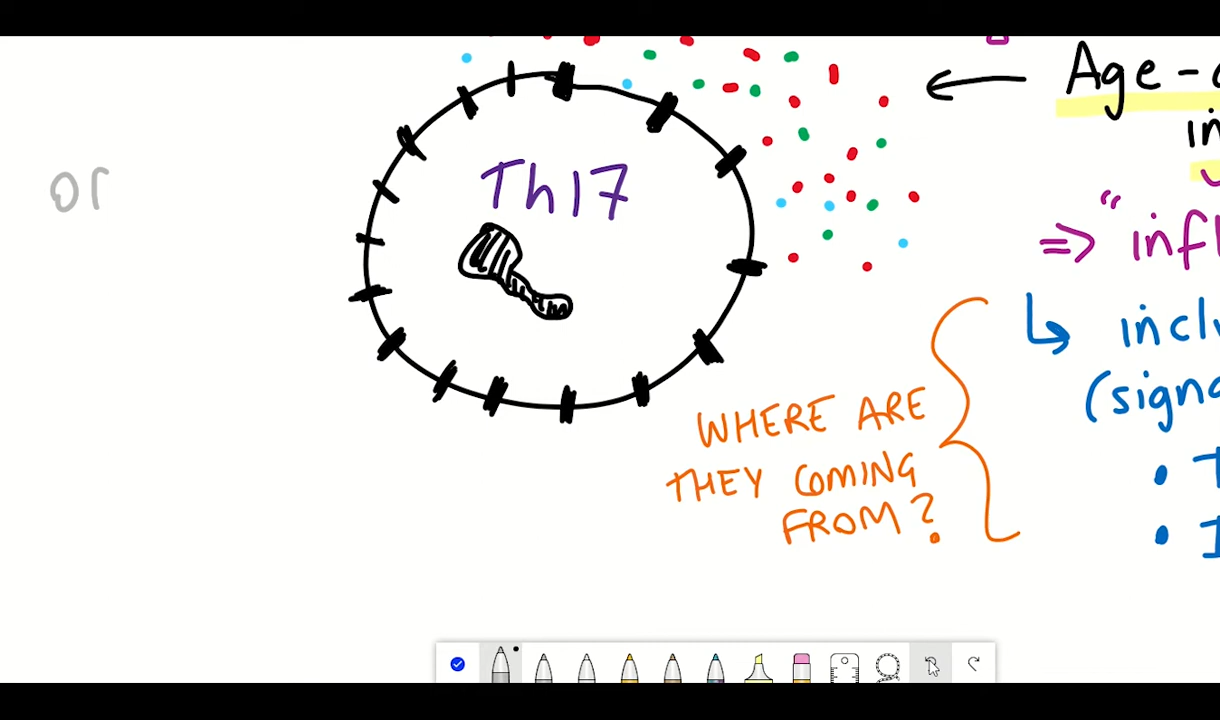 Age-
in
or
Th17
=> "infl
↳ incl
(sign
WHERE ARE
THEY COMING
FROM?
• T
• I